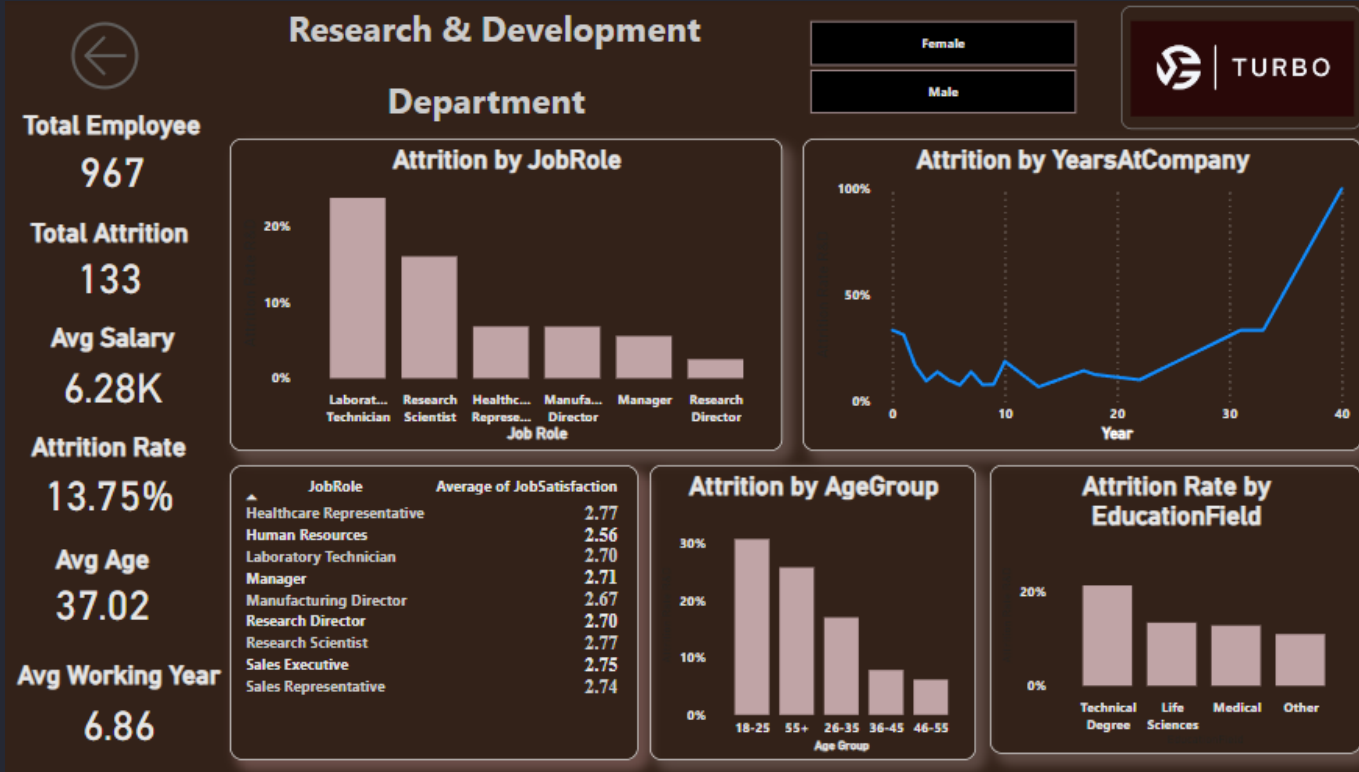 Research & Development
Department
Female
Male
TURBO
Total Employee
967
Total Attrition
133
Avg Salary
6.28K
Attrition Rate
13.75%
Avg Age
37.02
Avg Working Year
6.86
Attrition by JobRole
20%
10%
0%
Laborat... Research Healthc... Manufa... Manager Research
Technician Scientist Represe... Director Director
Job Role
Attrition by YearsAtCompany
100%
50%
0%
0 10 20 30 40
Year
JobRole Average of JobSatisfaction
Healthcare Representative 2.77
Human Resources 2.56
Laboratory Technician 2.70
Manager 2.71
Manufacturing Director 2.67
Research Director 2.70
Research Scientist 2.77
Sales Executive 2.75
Sales Representative 2.74
Attrition by AgeGroup
30%
20%
10%
0%
18-25 55+ 26-35 36-45 46-55
Age Group
Attrition Rate by
EducationField
20%
0%
Technical Life Medical Other
Degree Sciences